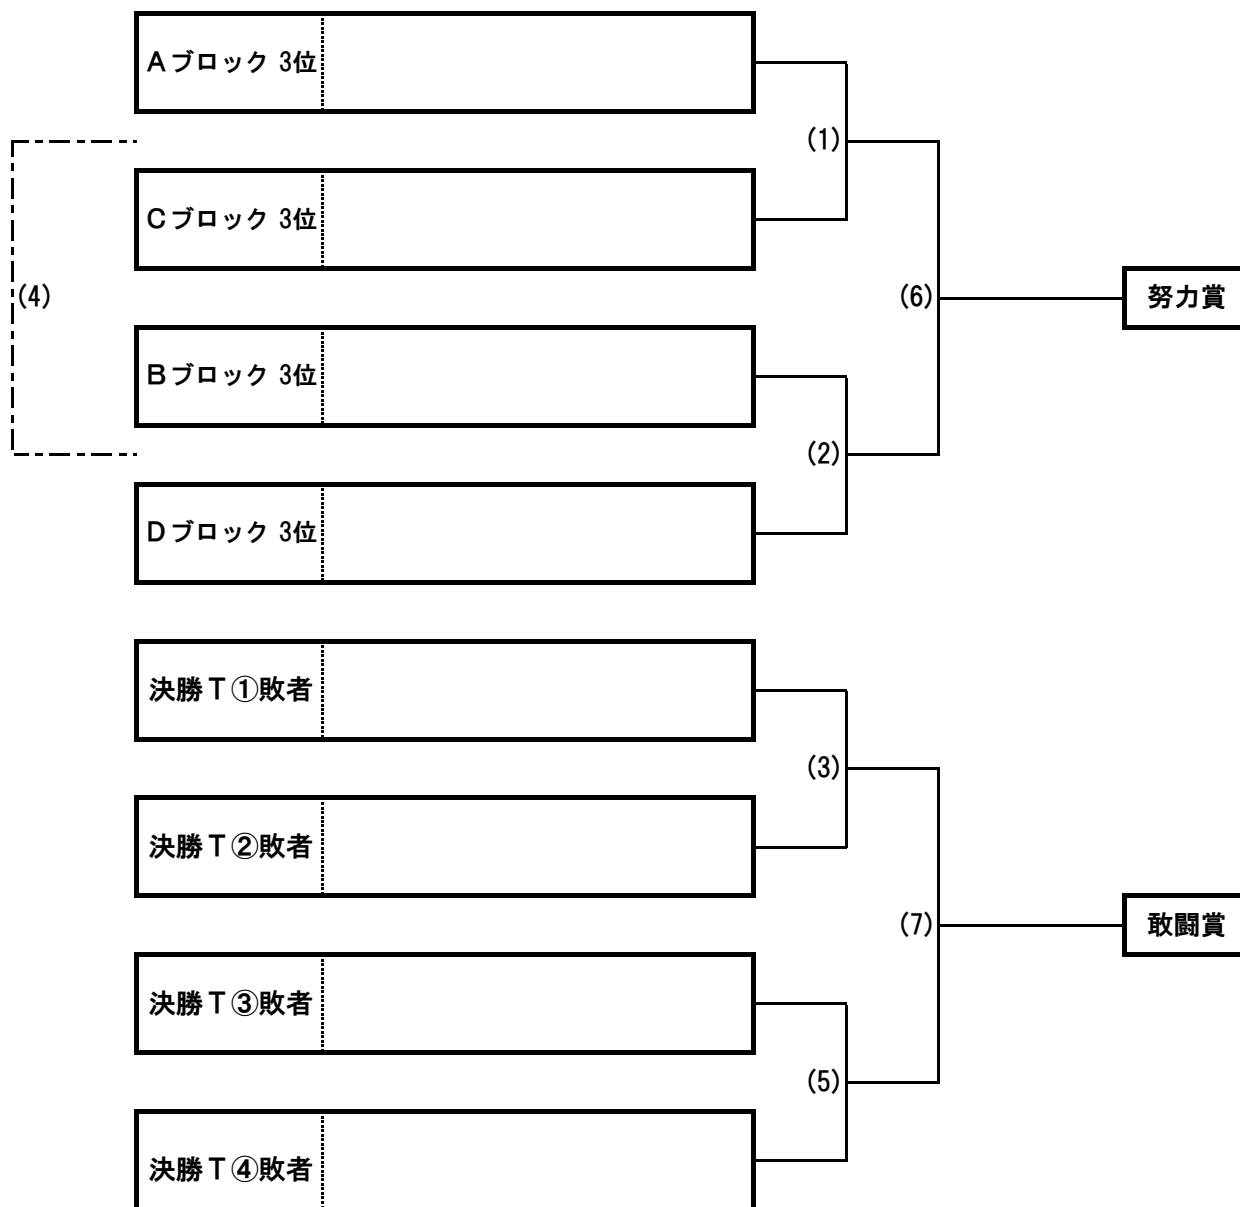 Aブロック 3位
(1)
Cブロック 3位
(4)
(6)
努力賞
Bブロック 3位
(2)
Dブロック 3位
決勝T①敗者
(3)
決勝T②敗者
(7)
敢闘賞
決勝T③敗者
(5)
決勝T④敗者